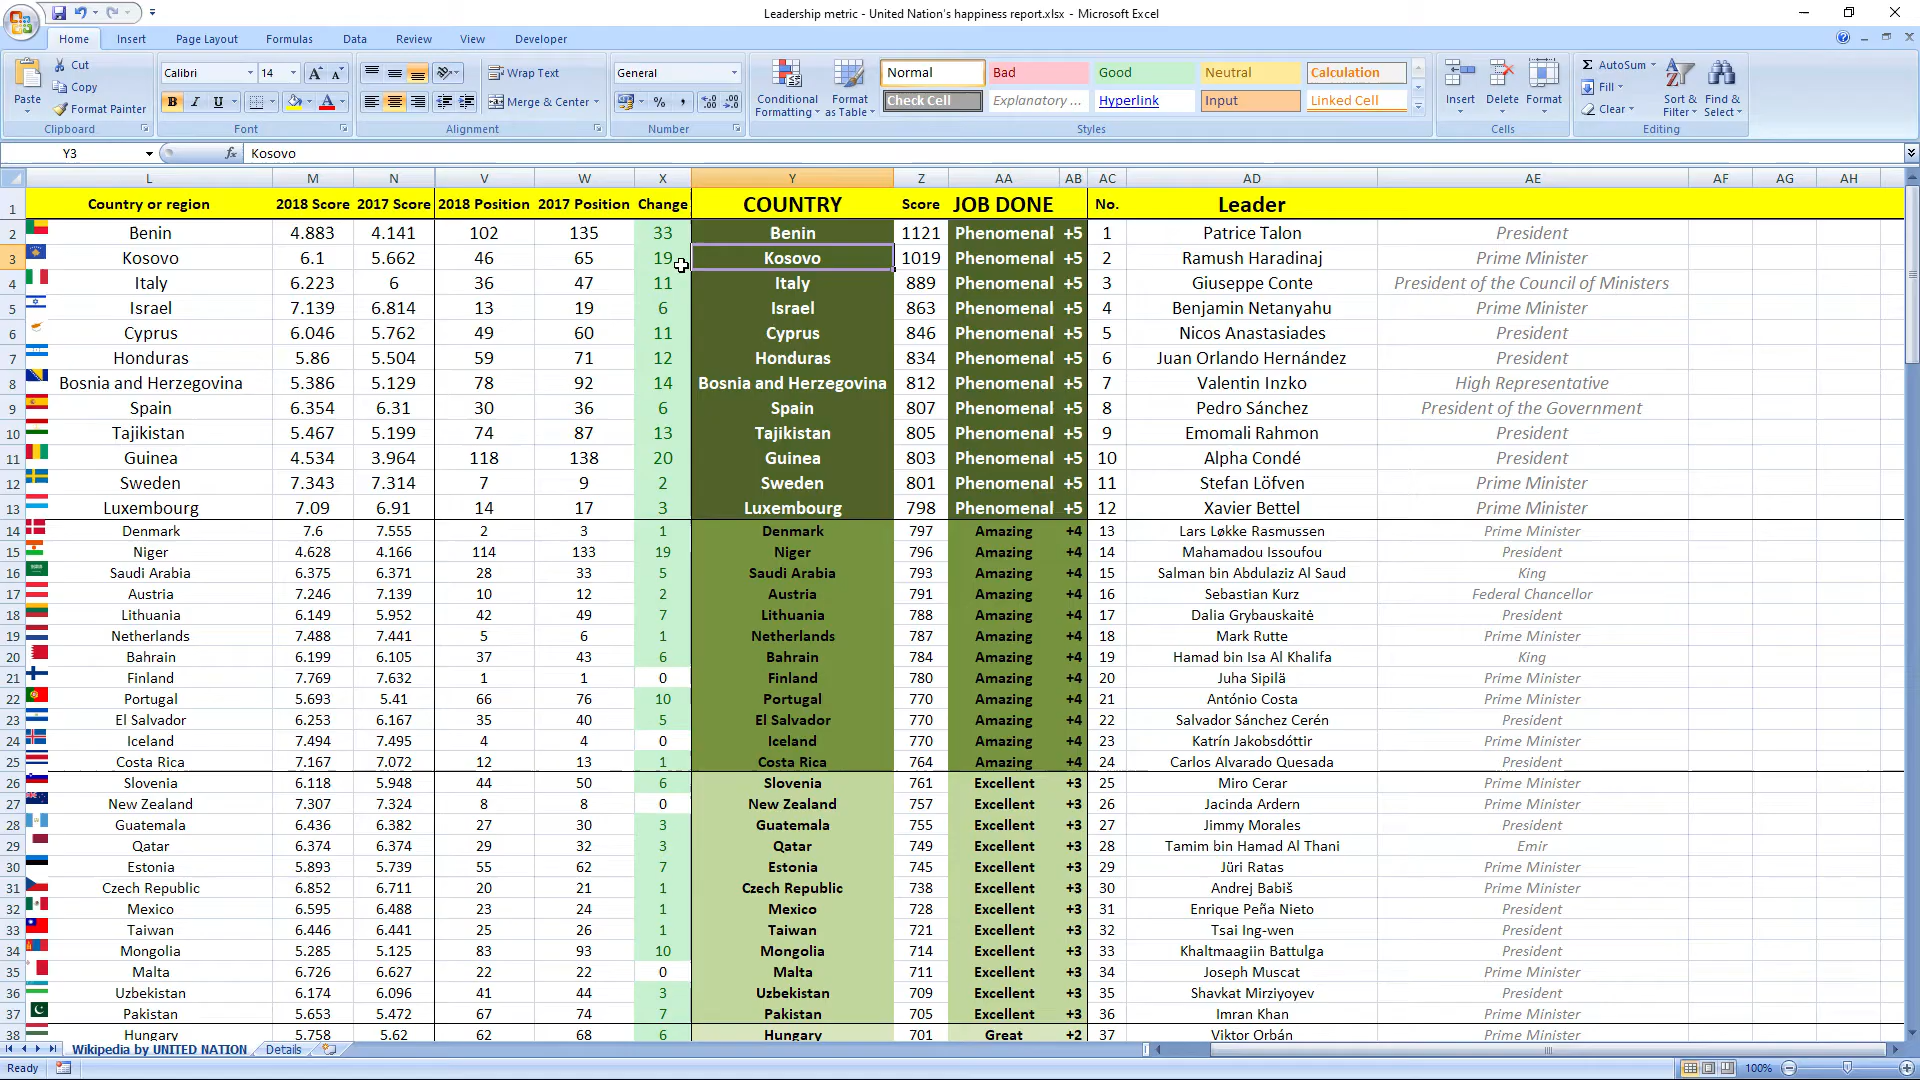 Leadership metric - United Nation's happiness report.xlsx - Microsoft Excel
Home Insert Page Layout Formulas Data Review View Developer
Paste Cut Copy Format Painter Clipboard
Calibri 14 B I U Font
Wrap Text Merge & Center Alignment
General % , Number
Conditional Formatting Format as Table
Normal Bad Good Neutral Calculation
Check Cell Explanatory ... Hyperlink Input Linked Cell
Styles
Insert Delete Format Cells
Σ AutoSum Fill Clear Sort & Filter Find & Select Editing
Y3 fx Kosovo
L M N V W X Y Z AA AB AC AD AE AF AG AH
1 Country or region 2018 Score 2017 Score 2018 Position 2017 Position Change COUNTRY Score JOB DONE No. Leader
2 Benin 4.883 4.141 102 135 33 Benin 1121 Phenomenal +5 1 Patrice Talon President
3 Kosovo 6.1 5.662 46 65 19 Kosovo 1019 Phenomenal +5 2 Ramush Haradinaj Prime Minister
4 Italy 6.223 6 36 47 11 Italy 889 Phenomenal +5 3 Giuseppe Conte President of the Council of Ministers
5 Israel 7.139 6.814 13 19 6 Israel 863 Phenomenal +5 4 Benjamin Netanyahu Prime Minister
6 Cyprus 6.046 5.762 49 60 11 Cyprus 846 Phenomenal +5 5 Nicos Anastasiades President
7 Honduras 5.86 5.504 59 71 12 Honduras 834 Phenomenal +5 6 Juan Orlando Hernández President
8 Bosnia and Herzegovina 5.386 5.129 78 92 14 Bosnia and Herzegovina 812 Phenomenal +5 7 Valentin Inzko High Representative
9 Spain 6.354 6.31 30 36 6 Spain 807 Phenomenal +5 8 Pedro Sánchez President of the Government
10 Tajikistan 5.467 5.199 74 87 13 Tajikistan 805 Phenomenal +5 9 Emomali Rahmon President
11 Guinea 4.534 3.964 118 138 20 Guinea 803 Phenomenal +5 10 Alpha Condé President
12 Sweden 7.343 7.314 7 9 2 Sweden 801 Phenomenal +5 11 Stefan Löfven Prime Minister
13 Luxembourg 7.09 6.91 14 17 3 Luxembourg 798 Phenomenal +5 12 Xavier Bettel Prime Minister
14 Denmark 7.6 7.555 2 3 1 Denmark 797 Amazing +4 13 Lars Løkke Rasmussen Prime Minister
15 Niger 4.628 4.166 114 133 19 Niger 796 Amazing +4 14 Mahamadou Issoufou President
16 Saudi Arabia 6.375 6.371 28 33 5 Saudi Arabia 793 Amazing +4 15 Salman bin Abdulaziz Al Saud King
17 Austria 7.246 7.139 10 12 2 Austria 791 Amazing +4 16 Sebastian Kurz Federal Chancellor
18 Lithuania 6.149 5.952 42 49 7 Lithuania 788 Amazing +4 17 Dalia Grybauskaitė President
19 Netherlands 7.488 7.441 5 6 1 Netherlands 787 Amazing +4 18 Mark Rutte Prime Minister
20 Bahrain 6.199 6.105 37 43 6 Bahrain 784 Amazing +4 19 Hamad bin Isa Al Khalifa King
21 Finland 7.769 7.632 1 1 0 Finland 780 Amazing +4 20 Juha Sipilä Prime Minister
22 Portugal 5.693 5.41 66 76 10 Portugal 770 Amazing +4 21 António Costa Prime Minister
23 El Salvador 6.253 6.167 35 40 5 El Salvador 770 Amazing +4 22 Salvador Sánchez Cerén President
24 Iceland 7.494 7.495 4 4 0 Iceland 770 Amazing +4 23 Katrín Jakobsdóttir Prime Minister
25 Costa Rica 7.167 7.072 12 13 1 Costa Rica 764 Amazing +4 24 Carlos Alvarado Quesada President
26 Slovenia 6.118 5.948 44 50 6 Slovenia 761 Excellent +3 25 Miro Cerar Prime Minister
27 New Zealand 7.307 7.324 8 8 0 New Zealand 757 Excellent +3 26 Jacinda Ardern Prime Minister
28 Guatemala 6.436 6.382 27 30 3 Guatemala 755 Excellent +3 27 Jimmy Morales President
29 Qatar 6.374 6.374 29 32 3 Qatar 749 Excellent +3 28 Tamim bin Hamad Al Thani Emir
30 Estonia 5.893 5.739 55 62 7 Estonia 745 Excellent +3 29 Jüri Ratas Prime Minister
31 Czech Republic 6.852 6.711 20 21 1 Czech Republic 738 Excellent +3 30 Andrej Babiš Prime Minister
32 Mexico 6.595 6.488 23 24 1 Mexico 728 Excellent +3 31 Enrique Peña Nieto President
33 Taiwan 6.446 6.441 25 26 1 Taiwan 721 Excellent +3 32 Tsai Ing-wen President
34 Mongolia 5.285 5.125 83 93 10 Mongolia 714 Excellent +3 33 Khaltmaagiin Battulga President
35 Malta 6.726 6.627 22 22 0 Malta 711 Excellent +3 34 Joseph Muscat Prime Minister
36 Uzbekistan 6.174 6.096 41 44 3 Uzbekistan 709 Excellent +3 35 Shavkat Mirziyoyev President
37 Pakistan 5.653 5.472 67 74 7 Pakistan 705 Excellent +3 36 Imran Khan Prime Minister
38 Hungary 5.758 5.62 62 68 6 Hungary 701 Great +2 37 Viktor Orbán Prime Minister
Wikipedia by UNITED NATION Details
Ready 100%